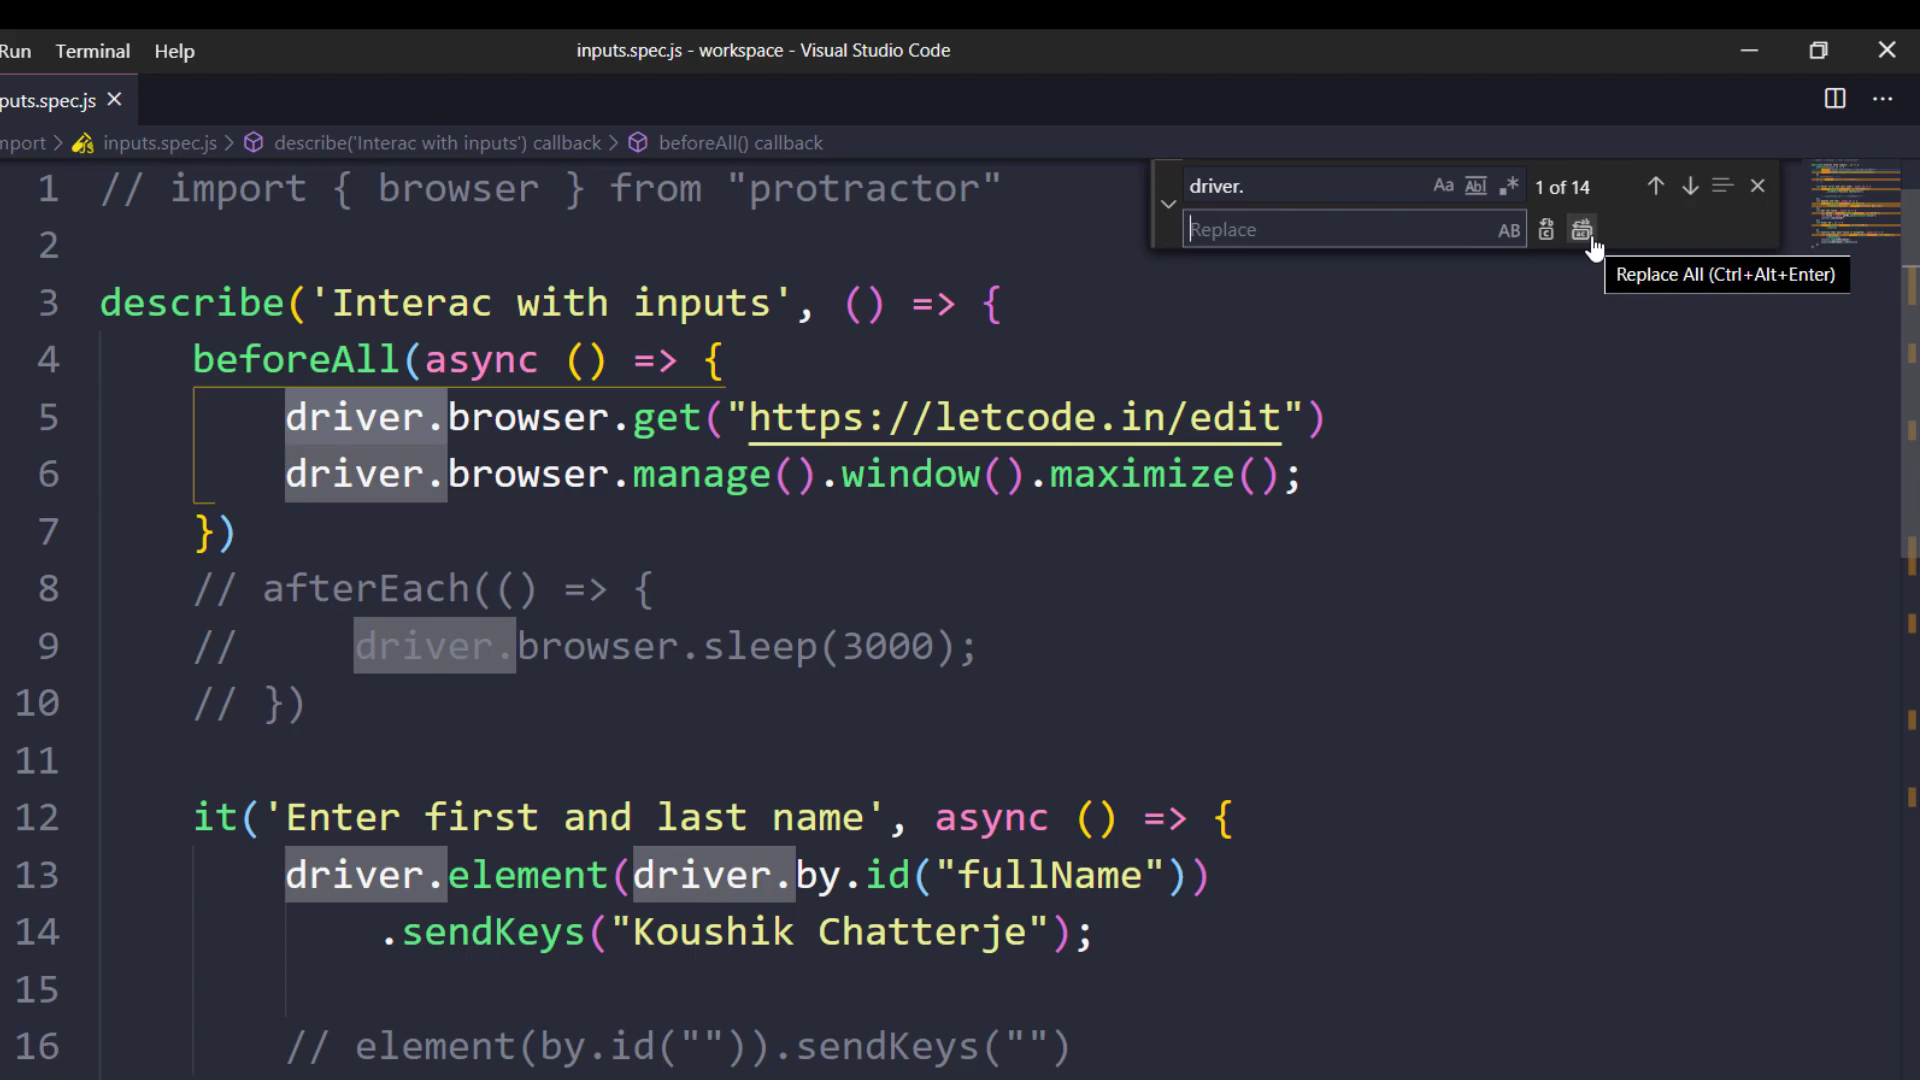 Run Terminal Help
inputs.spec.js - workspace - Visual Studio Code
puts.spec.js
mport > inputs.spec.js > describe('Interac with inputs') callback > beforeAll() callback
driver. Aa Abl .* 1 of 14
Replace AB
Replace All (Ctrl+Alt+Enter)
1 // import { browser } from "protractor"
2
3 describe('Interac with inputs', () => {
4 beforeAll(async () => {
5 driver.browser.get("https://letcode.in/edit")
6 driver.browser.manage().window().maximize();
7 })
8 // afterEach(() => {
9 // driver.browser.sleep(3000);
10 // })
11
12 it('Enter first and last name', async () => {
13 driver.element(driver.by.id("fullName"))
14 .sendKeys("Koushik Chatterje");
15
16 // element(by.id("")).sendKeys("")